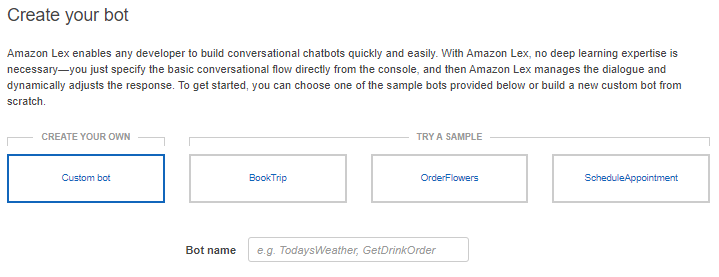 Create your bot
Amazon Lex enables any developer to build conversational chatbots quickly and easily. With Amazon Lex, no deep learning expertise is
necessary—you just specify the basic conversational flow directly from the console, and then Amazon Lex manages the dialogue and
dynamically adjusts the response. To get started, you can choose one of the sample bots provided below or build a new custom bot from
scratch.
CREATE YOUR OWN TRY A SAMPLE
Custom bot BookTrip OrderFlowers ScheduleAppointment
Bot name e.g. TodaysWeather, GetDrinkOrder